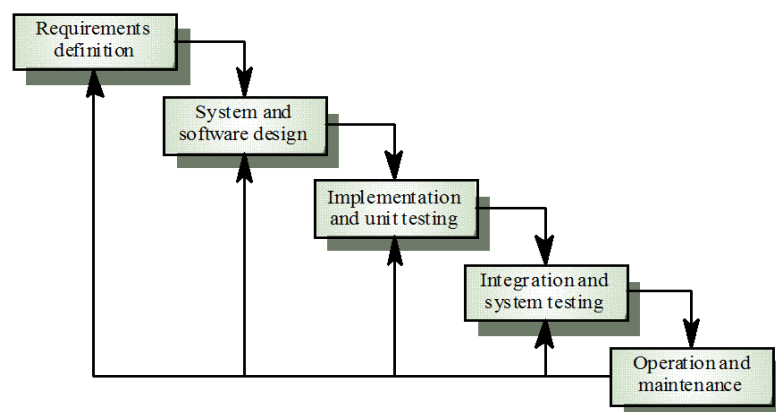 Requirements
definition
System and
software design
Implementation
and unit testing
Integration and
system testing
Operation and
maintenance